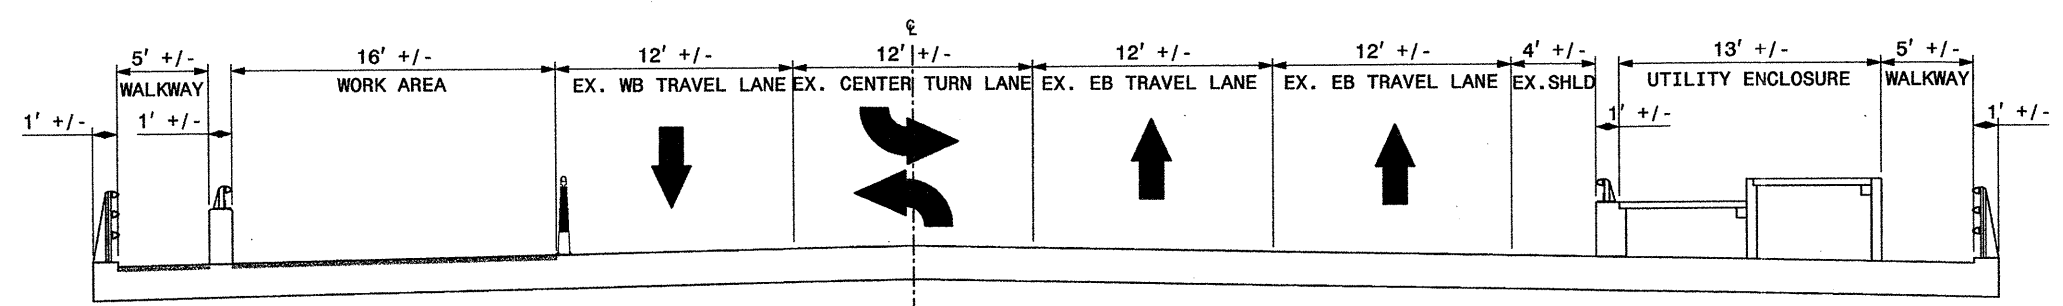 ℄
5' +/- 16' +/- 12' +/- 12' +/- 12' +/- 12' +/- 4' +/- 13' +/- 5' +/-
WALKWAY WORK AREA EX. WB TRAVEL LANE EX. CENTER TURN LANE EX. EB TRAVEL LANE EX. EB TRAVEL LANE EX.SHLD UTILITY ENCLOSURE WALKWAY
1' +/- 1' +/- 1' +/- 1' +/-